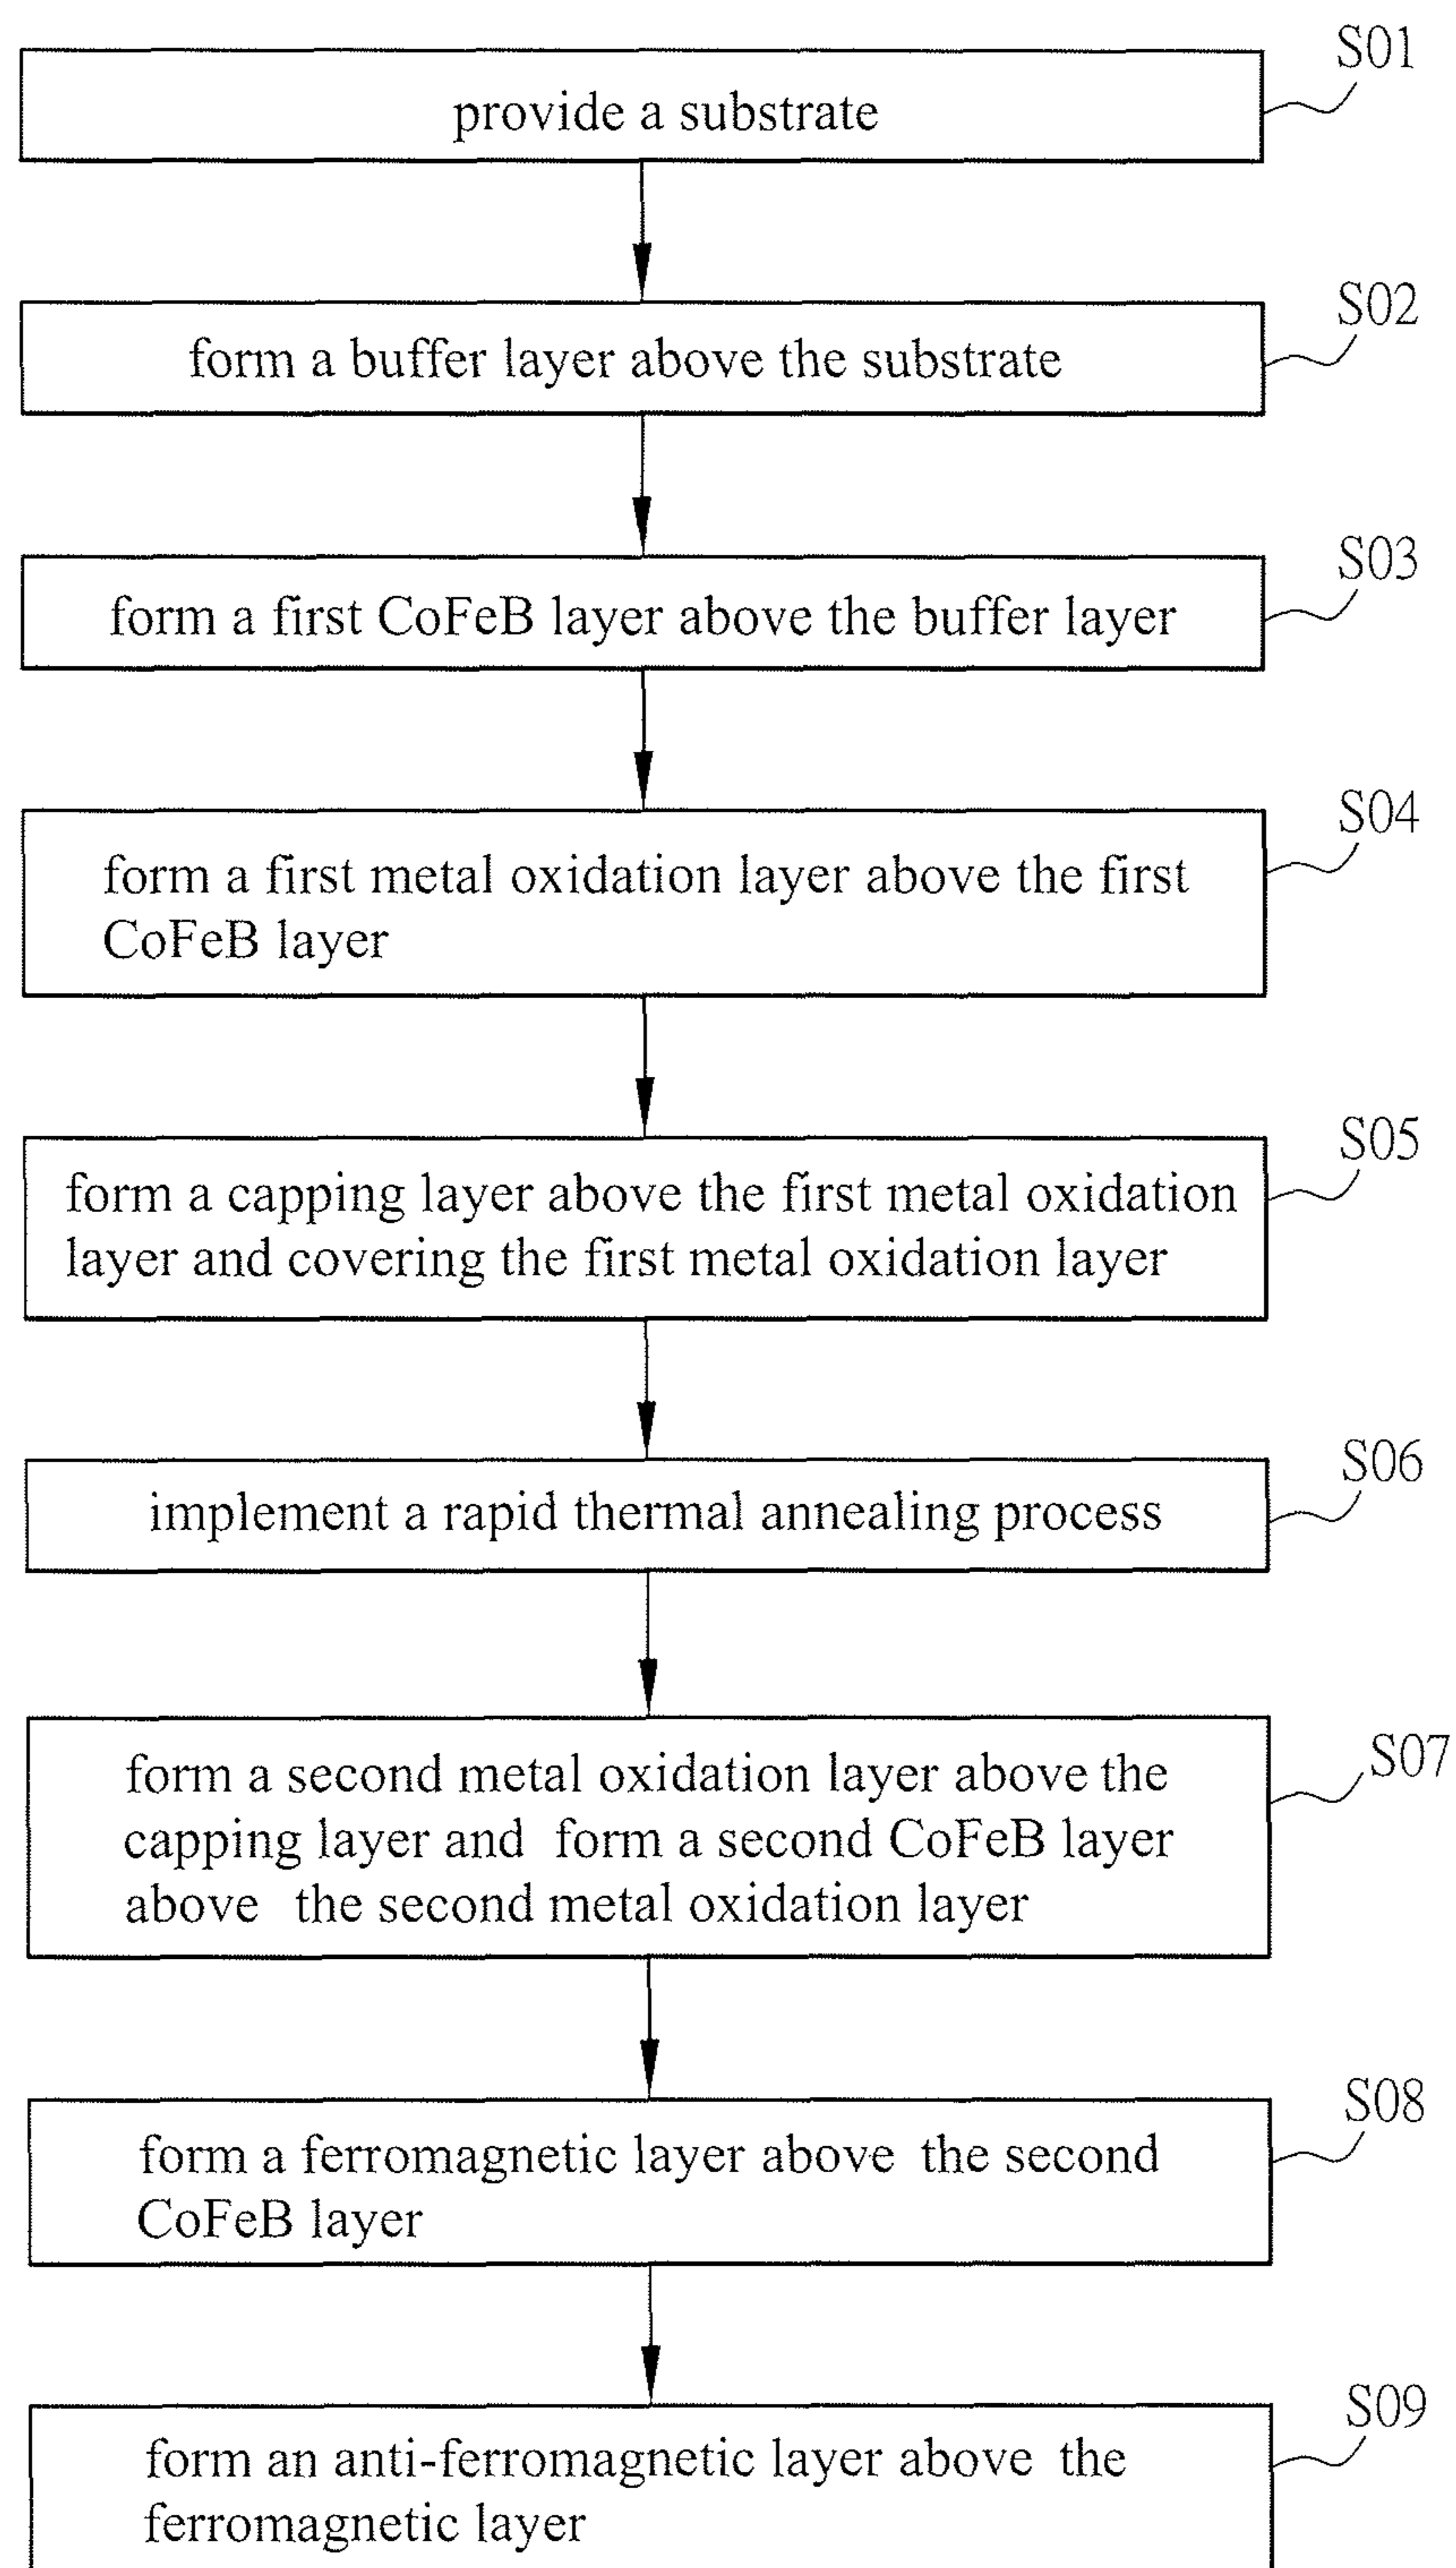 S01
provide a substrate
S02
form a buffer layer above the substrate
S03
form a first CoFeB layer above the buffer layer
S04
form a first metal oxidation layer above the first
CoFeB layer
S05
form a capping layer above the first metal oxidation
layer and covering the first metal oxidation layer
S06
implement a rapid thermal annealing process
S07
form a second metal oxidation layer above the
capping layer and form a second CoFeB layer
above the second metal oxidation layer
S08
form a ferromagnetic layer above the second
CoFeB layer
S09
form an anti-ferromagnetic layer above the
ferromagnetic layer